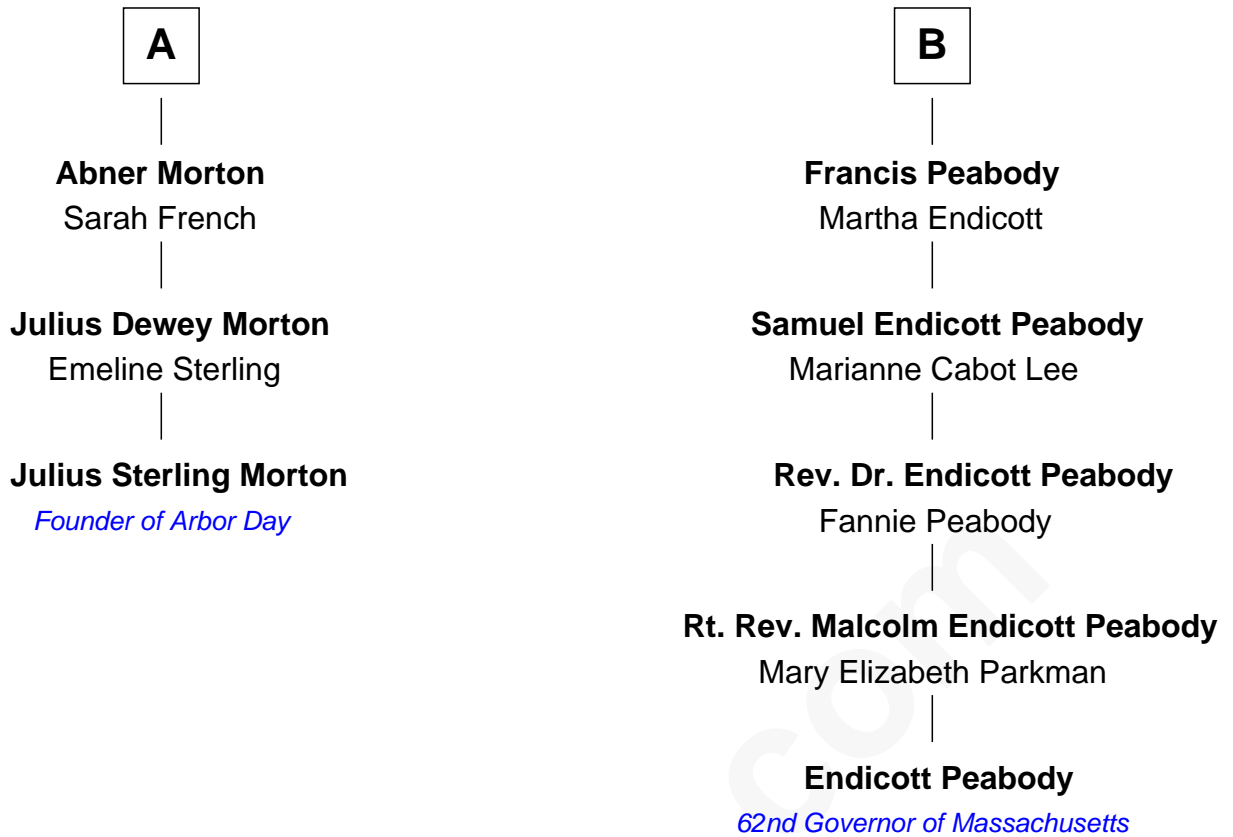 A
Abner Morton
Sarah French
Julius Dewey Morton
Emeline Sterling
Julius Sterling Morton
Founder of Arbor Day
B
Francis Peabody
Martha Endicott
Samuel Endicott Peabody
Marianne Cabot Lee
Rev. Dr. Endicott Peabody
Fannie Peabody
Rt. Rev. Malcolm Endicott Peabody
Mary Elizabeth Parkman
Endicott Peabody
62nd Governor of Massachusetts
com